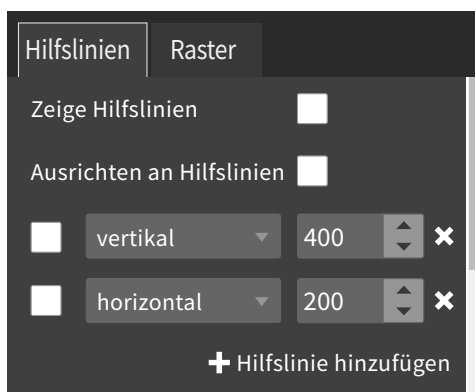 Hilfslinien Raster
Zeige Hilfslinien
Ausrichten an Hilfslinien
vertikal 400
horizontal 200
Hilfslinie hinzufügen